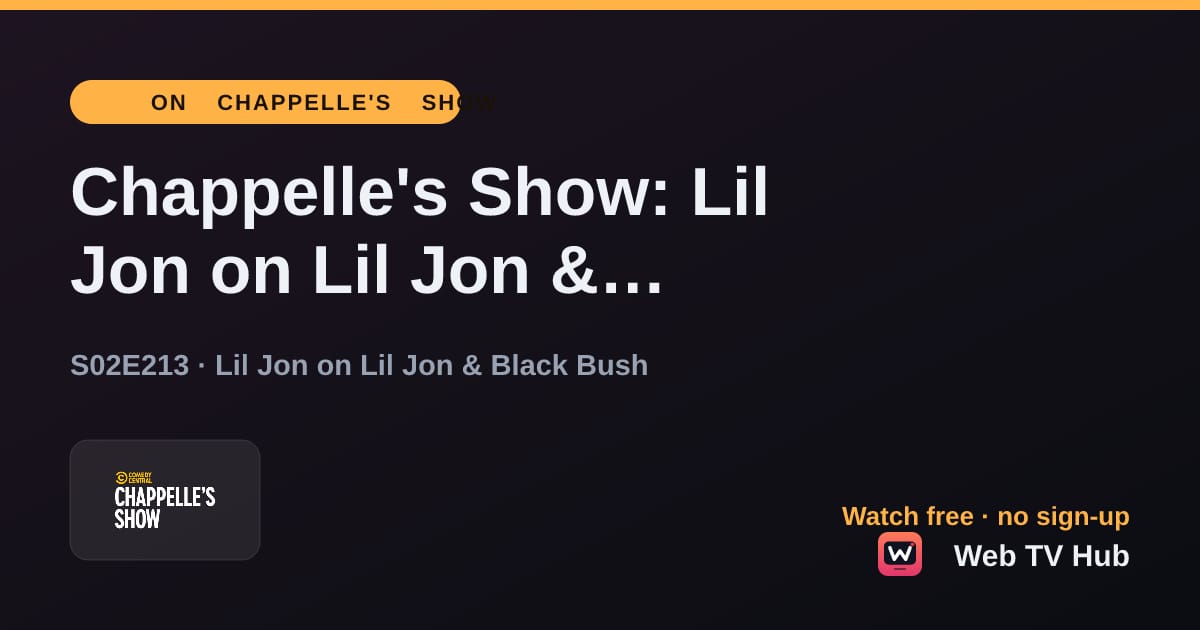 ON CHAPPELLE'S SHOW
Chappelle's Show: Lil
Jon on Lil Jon &…
S02E213 · Lil Jon on Lil Jon & Black Bush
COMEDY
CENTRAL
CHAPPELLE'S
SHOW
Watch free · no sign-up
Web TV Hub